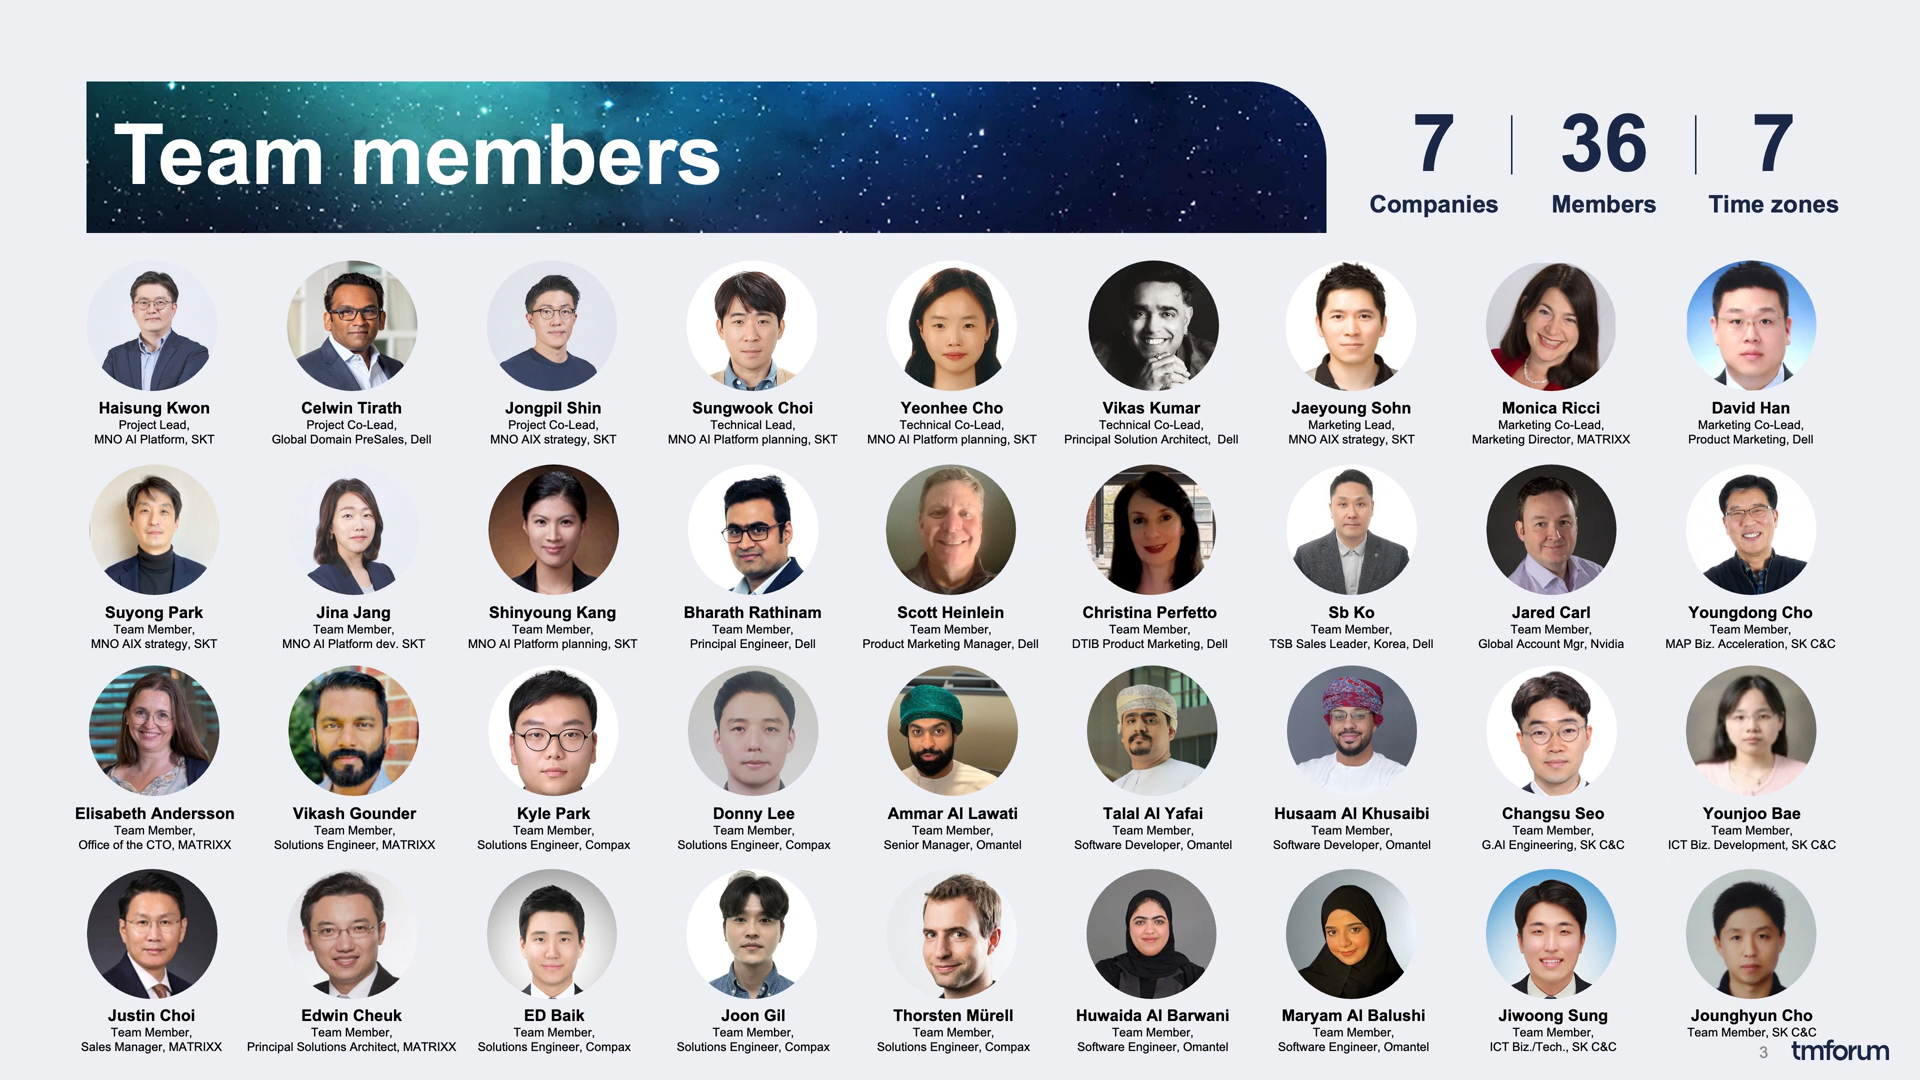 Team members
7
36
7
Companies
Members
Time zones
Haisung Kwon
Project Lead,
MNO AI Platform, SKT
Celwin Tirath
Project Co-Lead,
Global Domain PreSales, Dell
Jongpil Shin
Project Co-Lead,
MNO AIX strategy, SKT
Sungwook Choi
Technical Lead,
MNO AI Platform planning, SKT
Yeonhee Cho
Technical Co-Lead,
MNO AI Platform planning, SKT
Vikas Kumar
Technical Co-Lead,
Principal Solution Architect, Dell
Jaeyoung Sohn
Marketing Lead,
MNO AIX strategy, SKT
Monica Ricci
Marketing Co-Lead,
Marketing Director, MATRIXX
David Han
Marketing Co-Lead,
Product Marketing, Dell
Suyong Park
Team Member,
MNO AIX strategy, SKT
Jina Jang
Team Member,
MNO AI Platform dev. SKT
Shinyoung Kang
Team Member,
MNO AI Platform planning, SKT
Bharath Rathinam
Team Member,
Principal Engineer, Dell
Scott Heinlein
Team Member,
Product Marketing Manager, Dell
Christina Perfetto
Team Member,
DTIB Product Marketing, Dell
Sb Ko
Team Member,
TSB Sales Leader, Korea, Dell
Jared Carl
Team Member,
Global Account Mgr, Nvidia
Youngdong Cho
Team Member,
MAP Biz. Acceleration, SK C&C
Elisabeth Andersson
Team Member,
Office of the CTO, MATRIXX
Vikash Gounder
Team Member,
Solutions Engineer, MATRIXX
Kyle Park
Team Member,
Solutions Engineer, Compax
Donny Lee
Team Member,
Solutions Engineer, Compax
Ammar Al Lawati
Team Member,
Senior Manager, Omantel
Talal Al Yafai
Team Member,
Software Developer, Omantel
Husaam Al Khusaibi
Team Member,
Software Developer, Omantel
Changsu Seo
Team Member,
G.AI Engineering, SK C&C
Younjoo Bae
Team Member,
ICT Biz. Development, SK C&C
Justin Choi
Team Member,
Sales Manager, MATRIXX
Edwin Cheuk
Team Member,
Principal Solutions Architect, MATRIXX
ED Baik
Team Member,
Solutions Engineer, Compax
Joon Gil
Team Member,
Solutions Engineer, Compax
Thorsten Mürell
Team Member,
Solutions Engineer, Compax
Huwaida Al Barwani
Team Member,
Software Engineer, Omantel
Maryam Al Balushi
Team Member,
Software Engineer, Omantel
Jiwoong Sung
Team Member,
ICT Biz./Tech., SK C&C
Jounghyun Cho
Team Member, SK C&C
3
tmforum